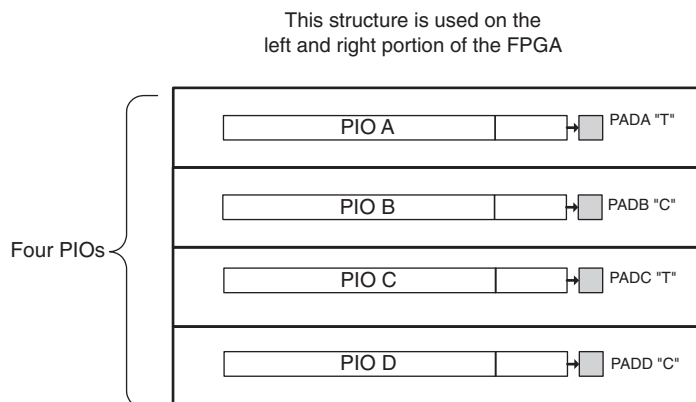 This structure is used on the
left and right portion of the FPGA
PIO A
PADA "T"
PIO B
PADB "C"
Four PIOs
PIO C
PADC "T"
PIO D
PADD "C"